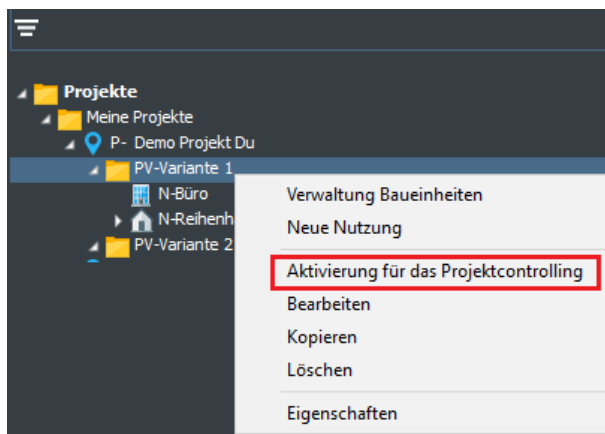 Projekte
Meine Projekte
P- Demo Projekt Du
PV-Variante 1
N-Büro
N-Reihenh
PV-Variante 2
Verwaltung Baueinheiten
Neue Nutzung
Aktivierung für das Projektcontrolling
Bearbeiten
Kopieren
Löschen
Eigenschaften